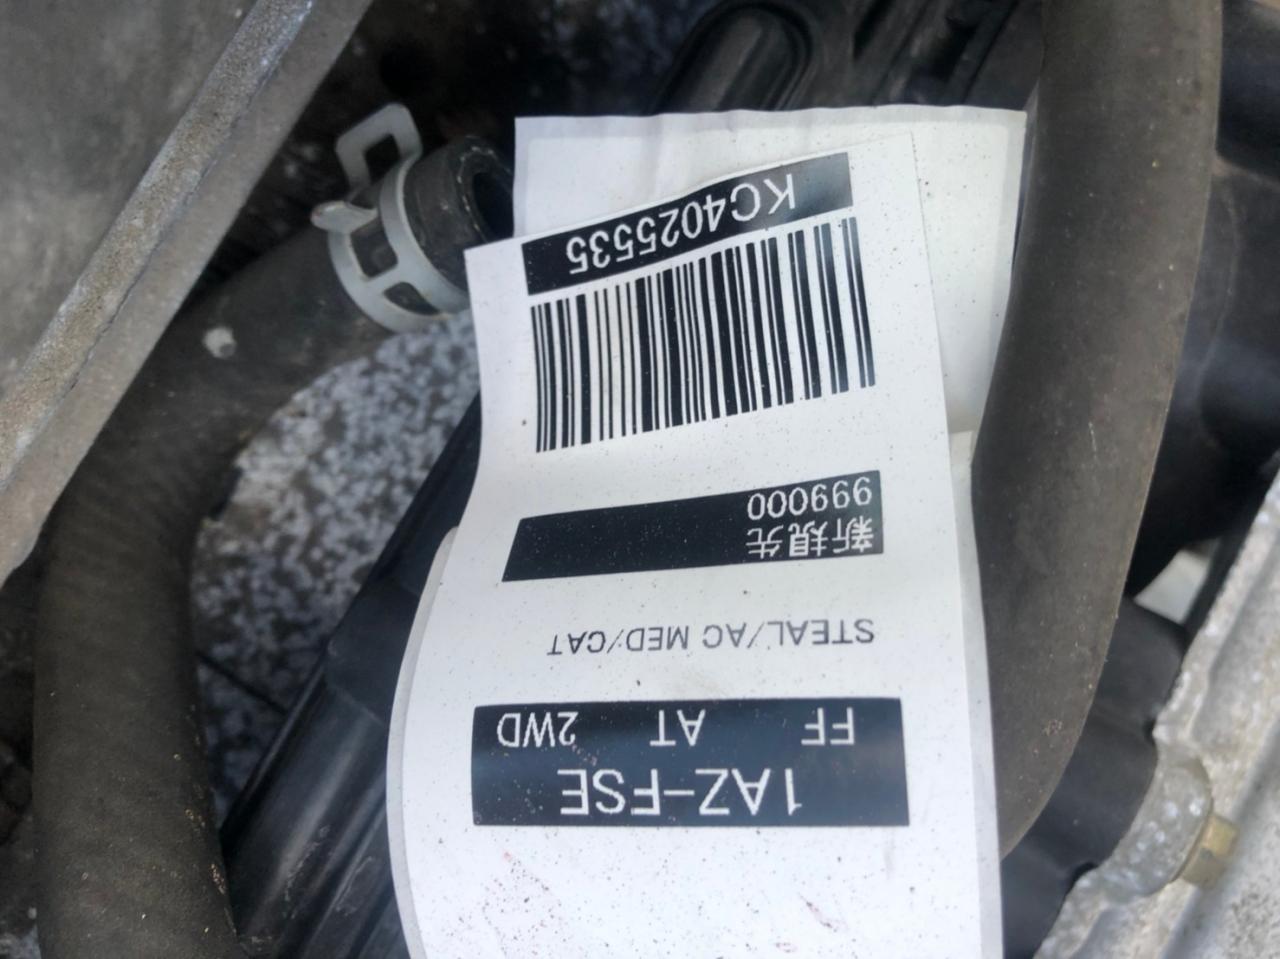 1AZ-FSE
FF AT 2WD
STEAL/AC MED/CAT
新規先
999000
KC4025535